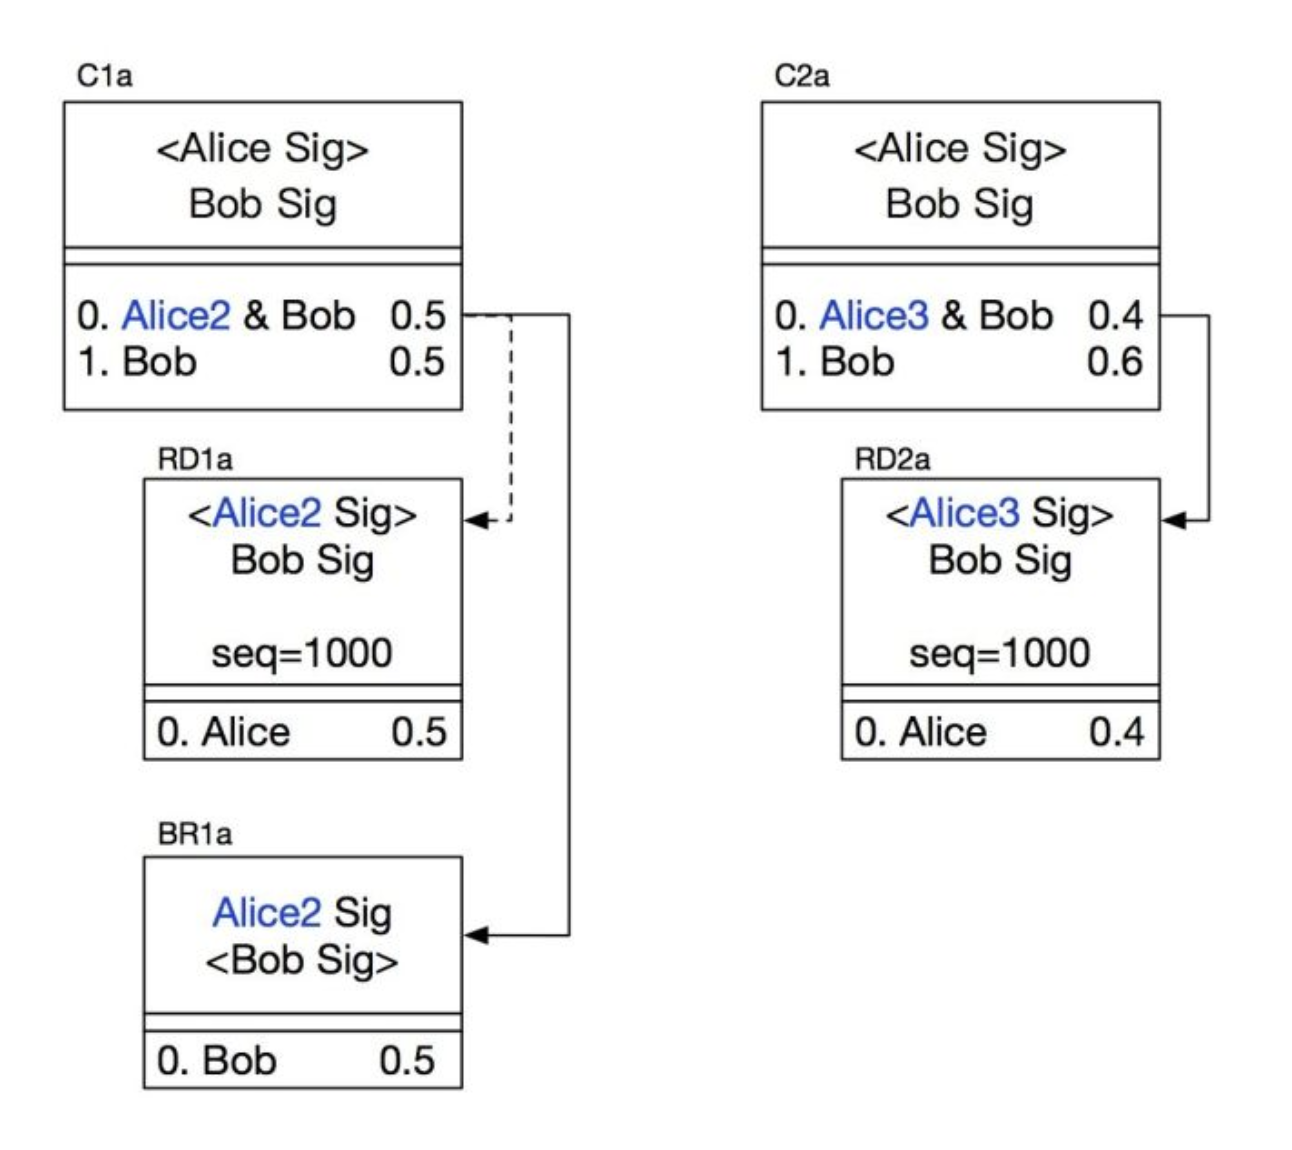 C1a
<Alice Sig>
Bob Sig
0. Alice2 & Bob 0.5
1. Bob 0.5
RD1a
<Alice2 Sig>
Bob Sig
seq=1000
0. Alice 0.5
BR1a
Alice2 Sig
<Bob Sig>
0. Bob 0.5
C2a
<Alice Sig>
Bob Sig
0. Alice3 & Bob 0.4
1. Bob 0.6
RD2a
<Alice3 Sig>
Bob Sig
seq=1000
0. Alice 0.4